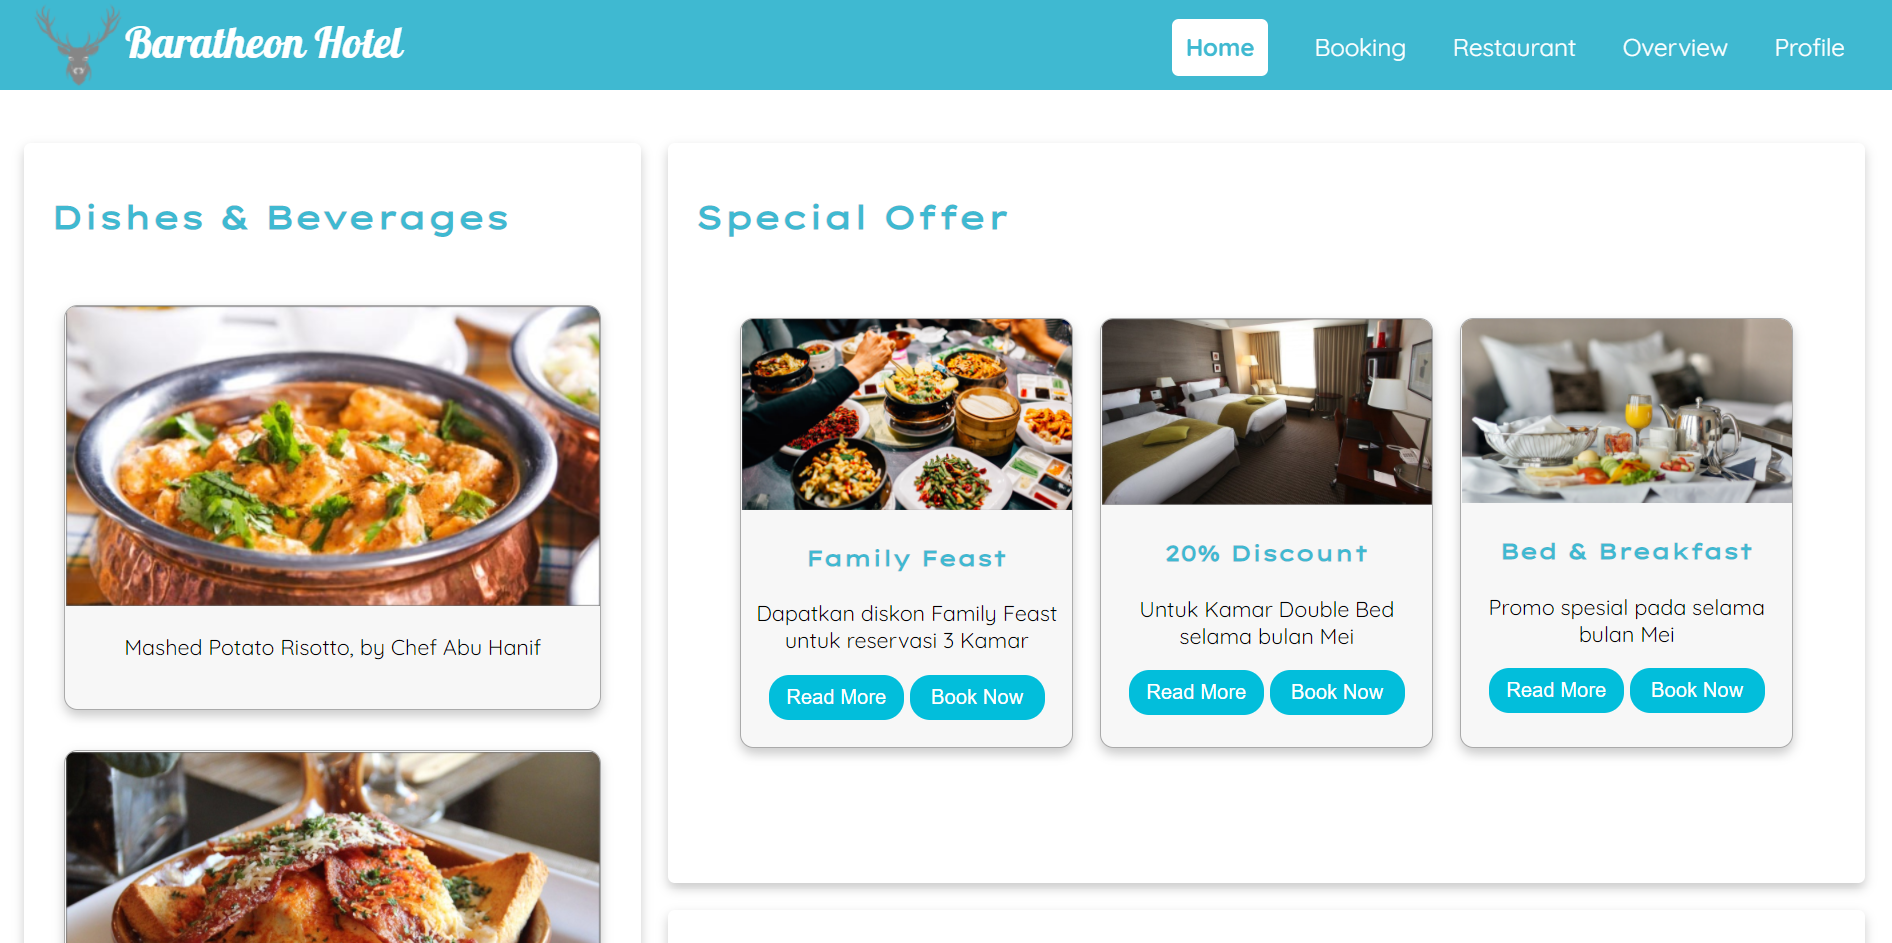 Baratheon Hotel
Home
Booking
Restaurant
Overview
Profile
Dishes & Beverages
Mashed Potato Risotto, by Chef Abu Hanif
Special Offer
Family Feast
Dapatkan diskon Family Feast
untuk reservasi 3 Kamar
Read More
Book Now
20% Discount
Untuk Kamar Double Bed
selama bulan Mei
Read More
Book Now
Bed & Breakfast
Promo spesial pada selama
bulan Mei
Read More
Book Now